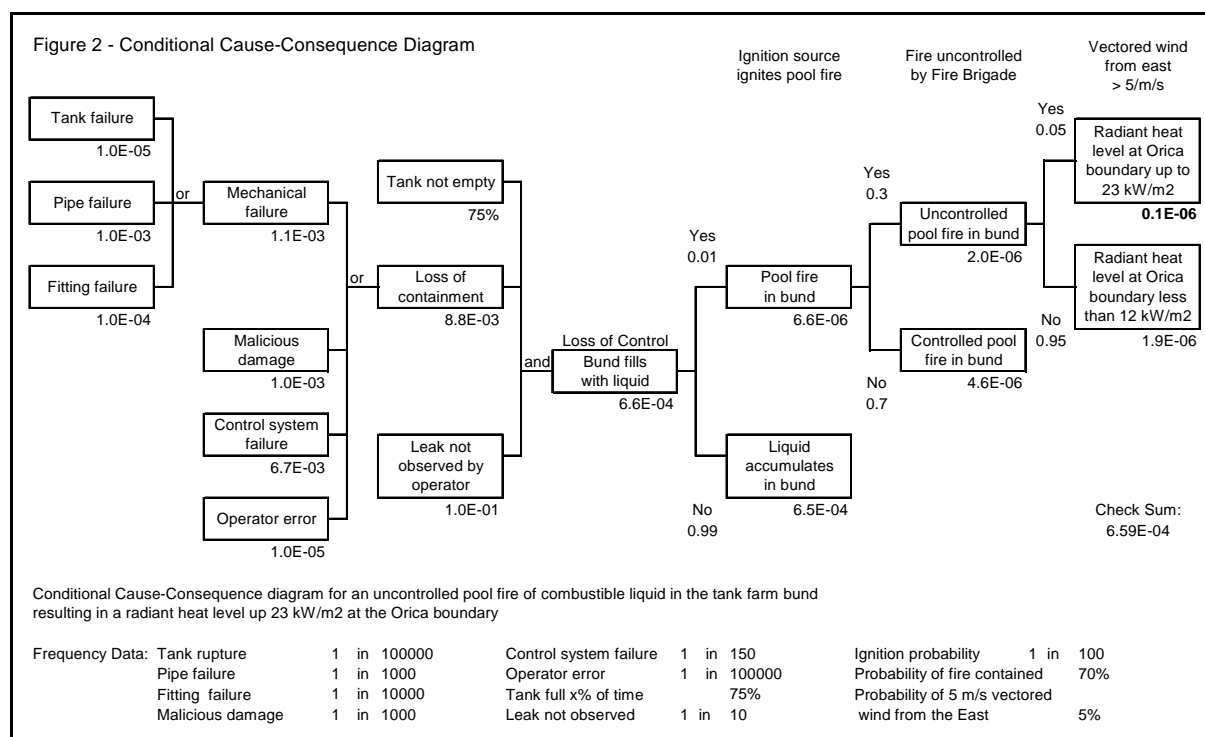 Figure 2 - Conditional Cause-Consequence Diagram
Ignition source
ignites pool fire
Fire uncontrolled
by Fire Brigade
Vectored wind
from east
> 5/m/s
Tank failure
1.0E-05
Pipe failure
1.0E-03
Fitting failure
1.0E-04
or
Mechanical
failure
1.1E-03
Malicious
damage
1.0E-03
Control system
failure
6.7E-03
Operator error
1.0E-05
or
Tank not empty
75%
Loss of
containment
8.8E-03
Leak not
observed by
operator
1.0E-01
and
Loss of Control
Bund fills
with liquid
6.6E-04
Yes
0.01
No
0.99
Pool fire
in bund
6.6E-06
Liquid
accumulates
in bund
6.5E-04
Yes
0.3
No
0.7
Uncontrolled
pool fire in bund
2.0E-06
Controlled pool
fire in bund
4.6E-06
Yes
0.05
No
0.95
Radiant heat
level at Orica
boundary up to
23 kW/m2
0.1E-06
Radiant heat
level at Orica
boundary less
than 12 kW/m2
1.9E-06
Check Sum:
6.59E-04
Conditional Cause-Consequence diagram for an uncontrolled pool fire of combustible liquid in the tank farm bund
resulting in a radiant heat level up 23 kW/m2 at the Orica boundary
Frequency Data: Tank rupture 1 in 100000
Pipe failure 1 in 1000
Fitting failure 1 in 10000
Malicious damage 1 in 1000
Control system failure 1 in 150
Operator error 1 in 100000
Tank full x% of time 75%
Leak not observed 1 in 10
Ignition probability 1 in 100
Probability of fire contained 70%
Probability of 5 m/s vectored
wind from the East 5%